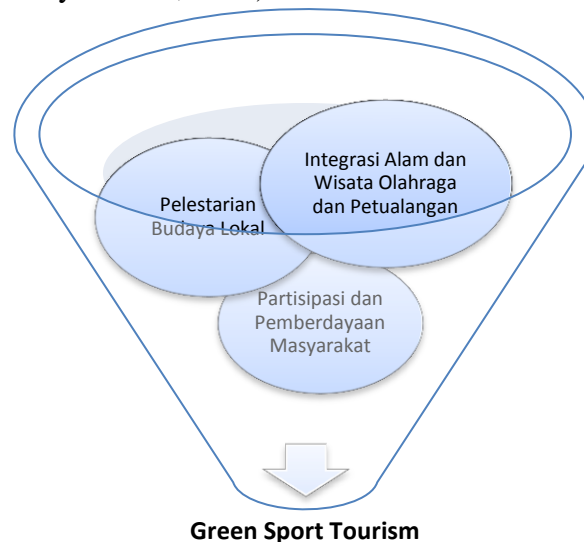 Integrasi Alam dan
Wisata Olahraga
dan Petualangan
Pelestarian
Budaya Lokal
Partisipasi dan
Pemberdayaan
Masyarakat
Green Sport Tourism